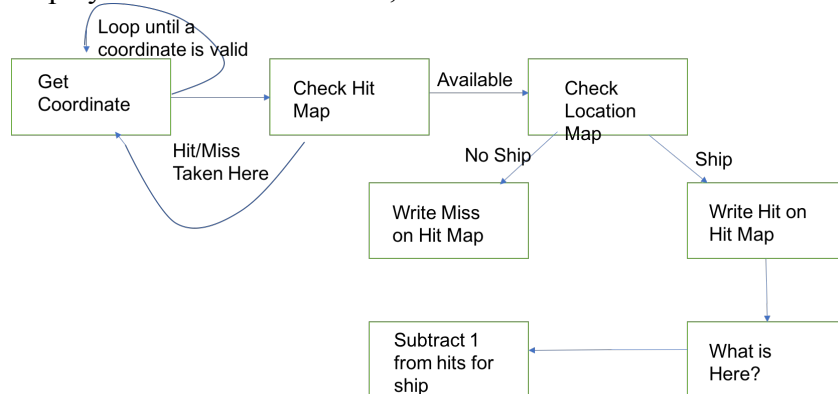 Loop until a
coordinate is valid
Get
Coordinate
Check Hit
Map
Available
Check
Location
Map
Hit/Miss
Taken Here
No Ship
Ship
Write Miss
on Hit Map
Write Hit on
Hit Map
Subtract 1
from hits for
ship
What is
Here?